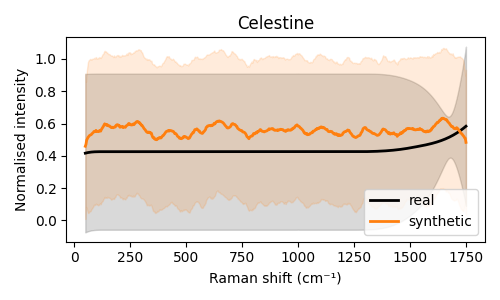 Celestine
Normalised intensity
1.0
0.8
0.6
0.4
0.2
0.0
real
synthetic
0 250 500 750 1000 1250 1500 1750
Raman shift (cm⁻¹)